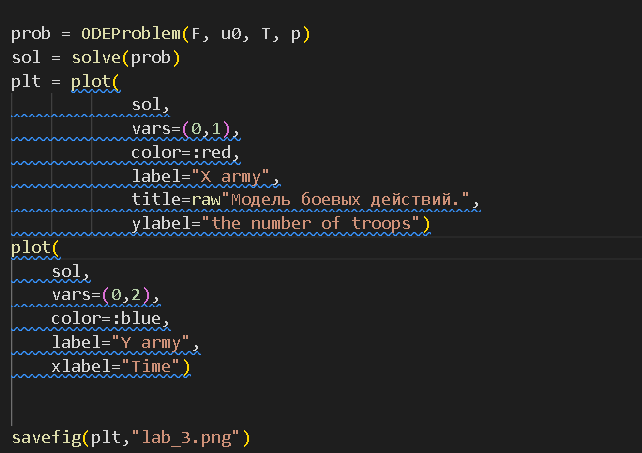 prob = ODEProblem(F, u0, T, p)
sol = solve(prob)
plt = plot(
            sol,
            vars=(0,1),
            color=:red,
            label="X army",
            title=raw"Модель боевых действий.",
            ylabel="the number of troops")
plot(
    sol,
    vars=(0,2),
    color=:blue,
    label="Y army",
    xlabel="Time")
savefig(plt,"lab_3.png")